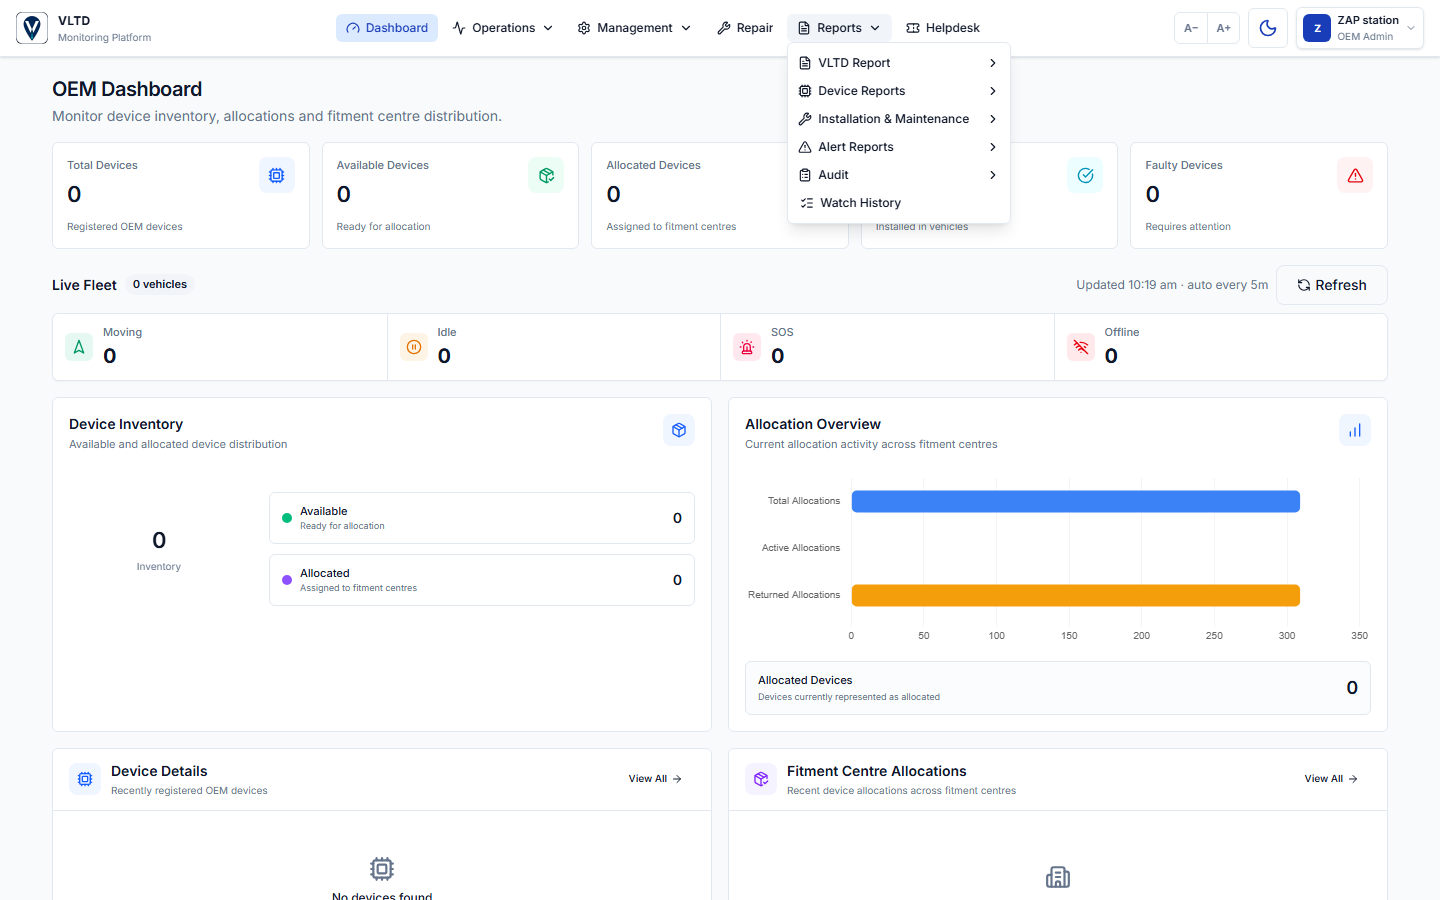 VLTD
Monitoring Platform
Dashboard
Operations
Management
Repair
Reports
Helpdesk
A−
A+
Z
ZAP station
OEM Admin
VLTD Report
Device Reports
Installation & Maintenance
Alert Reports
Audit
Watch History
OEM Dashboard
Monitor device inventory, allocations and fitment centre distribution.
Total Devices
0
Registered OEM devices
Available Devices
0
Ready for allocation
Allocated Devices
0
Assigned to fitment centres
Installed in vehicles
Faulty Devices
0
Requires attention
Live Fleet
0 vehicles
Updated 10:19 am · auto every 5m
Refresh
Moving
0
Idle
0
SOS
0
Offline
0
Device Inventory
Available and allocated device distribution
0
Inventory
Available
Ready for allocation
0
Allocated
Assigned to fitment centres
0
Allocation Overview
Current allocation activity across fitment centres
Total Allocations
Active Allocations
Returned Allocations
0 50 100 150 200 250 300 350
Allocated Devices
Devices currently represented as allocated
0
Device Details
Recently registered OEM devices
View All
No devices found
Fitment Centre Allocations
Recent device allocations across fitment centres
View All